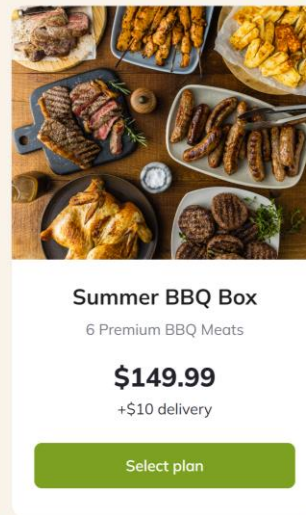 Summer BBQ Box
6 Premium BBQ Meats
$149.99
+$10 delivery
Select plan